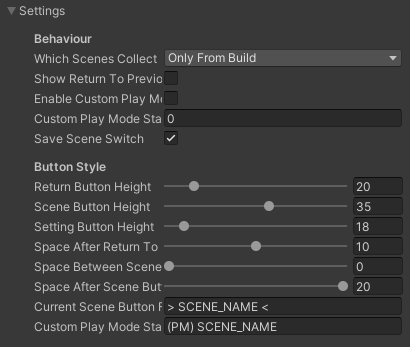 Settings
Behaviour
Which Scenes Collect Only From Build
Show Return To Previo
Enable Custom Play Mo
Custom Play Mode Sta 0
Save Scene Switch
Button Style
Return Button Height 20
Scene Button Height 35
Setting Button Height 18
Space After Return To 10
Space Between Scene 0
Space After Scene But 20
Current Scene Button F > SCENE_NAME <
Custom Play Mode Sta (PM) SCENE_NAME